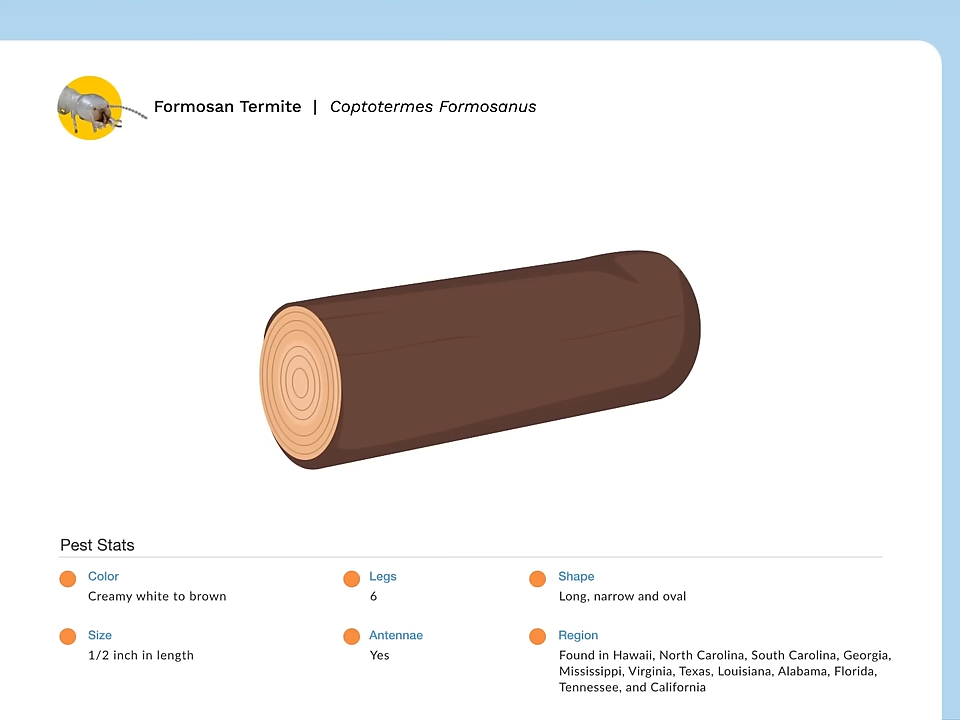 Formosan Termite | Coptotermes Formosanus
Pest Stats
Color
Creamy white to brown
Legs
6
Shape
Long, narrow and oval
Size
1/2 inch in length
Antennae
Yes
Region
Found in Hawaii, North Carolina, South Carolina, Georgia,
Mississippi, Virginia, Texas, Louisiana, Alabama, Florida,
Tennessee, and California